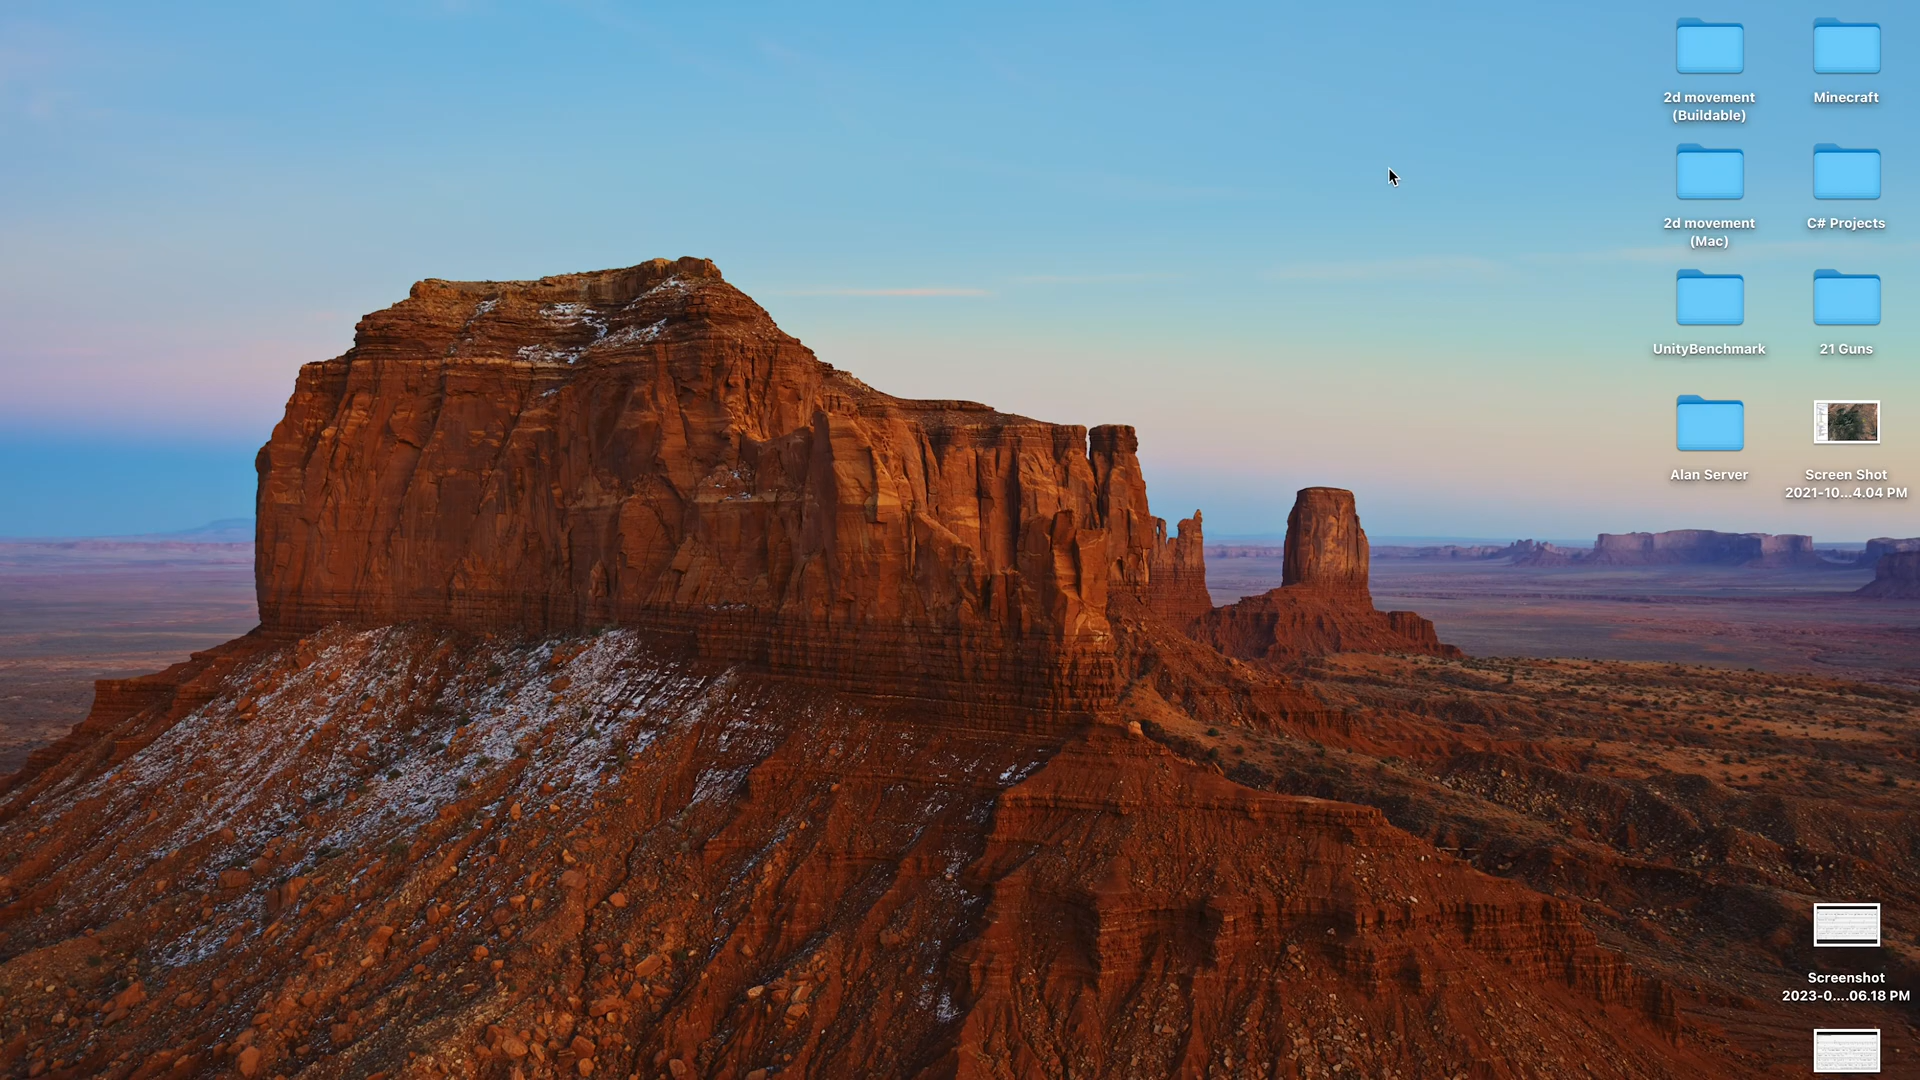 2d movement
(Buildable)
Minecraft
2d movement
(Mac)
C# Projects
UnityBenchmark
21 Guns
Alan Server
Screen Shot
2021-10...4.04 PM
Screenshot
2023-0....06.18 PM